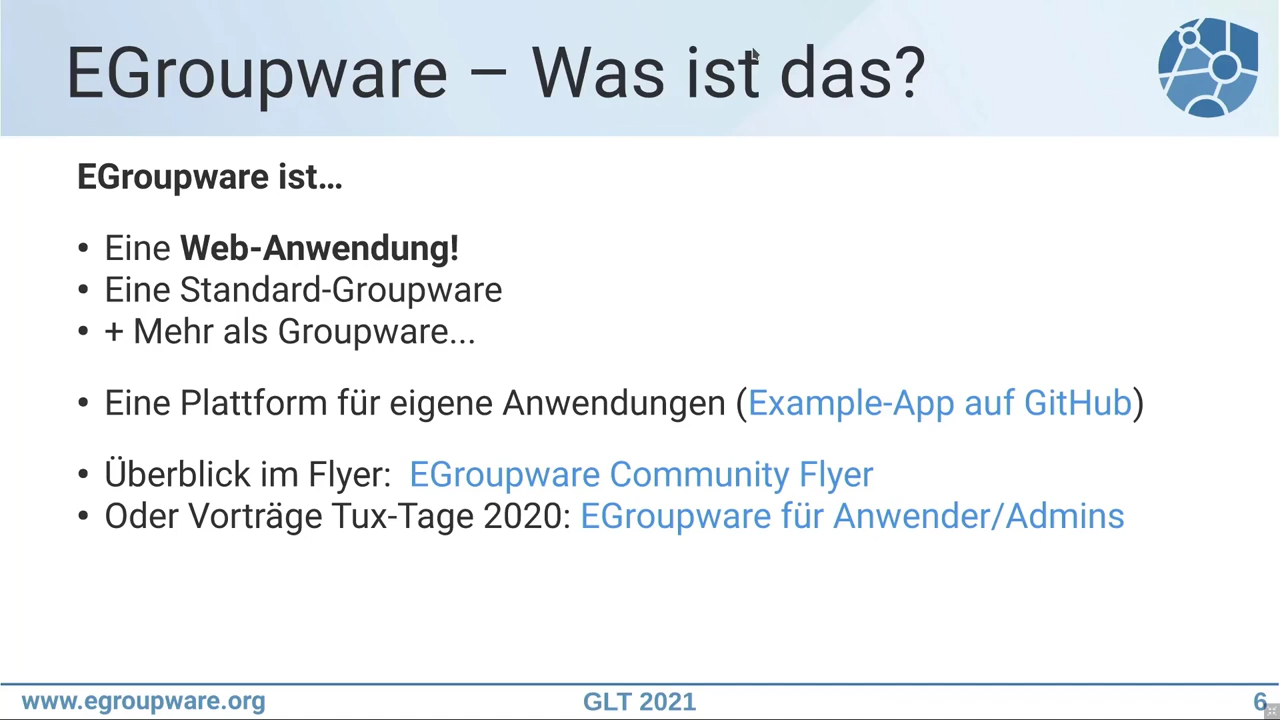 EGroupware – Was ist das?
EGroupware ist...
• Eine Web-Anwendung!
• Eine Standard-Groupware
• + Mehr als Groupware...
• Eine Plattform für eigene Anwendungen (Example-App auf GitHub)
• Überblick im Flyer: EGroupware Community Flyer
• Oder Vorträge Tux-Tage 2020: EGroupware für Anwender/Admins
www.egroupware.org
GLT 2021
6